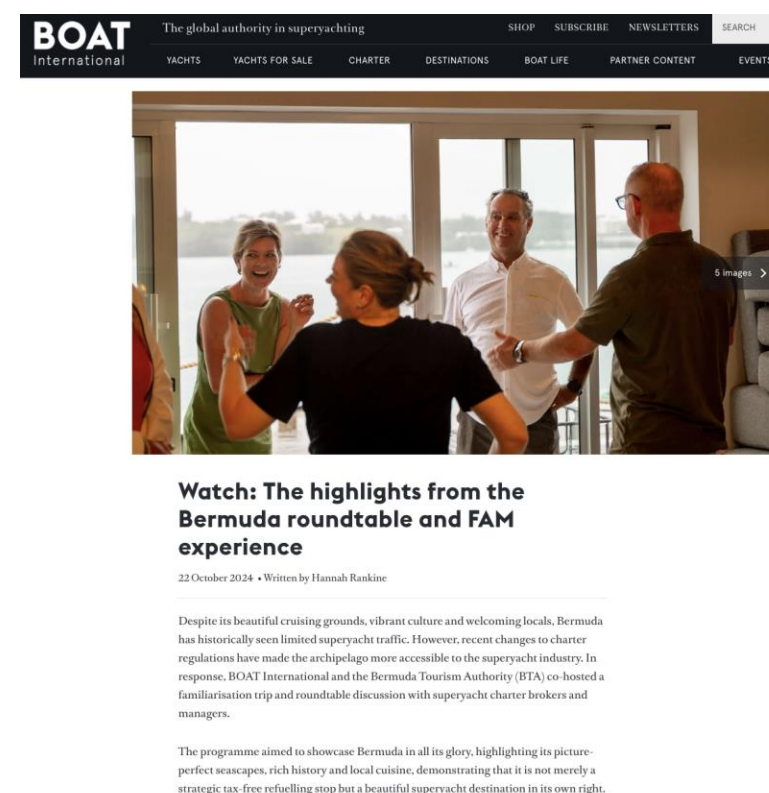 BOAT
International
The global authority in superyachting
SHOP SUBSCRIBE NEWSLETTERS SEARCH
YACHTS YACHTS FOR SALE CHARTER DESTINATIONS BOAT LIFE PARTNER CONTENT EVENTS
5 images
Watch: The highlights from the
Bermuda roundtable and FAM
experience
22 October 2024 • Written by Hannah Rankine
Despite its beautiful cruising grounds, vibrant culture and welcoming locals, Bermuda
has historically seen limited superyacht traffic. However, recent changes to charter
regulations have made the archipelago more accessible to the superyacht industry. In
response, BOAT International and the Bermuda Tourism Authority (BTA) co-hosted a
familiarisation trip and roundtable discussion with superyacht charter brokers and
managers.
The programme aimed to showcase Bermuda in all its glory, highlighting its picture-
perfect seascapes, rich history and local cuisine, demonstrating that it is not merely a
strategic tax-free refuelling stop but a beautiful superyacht destination in its own right.